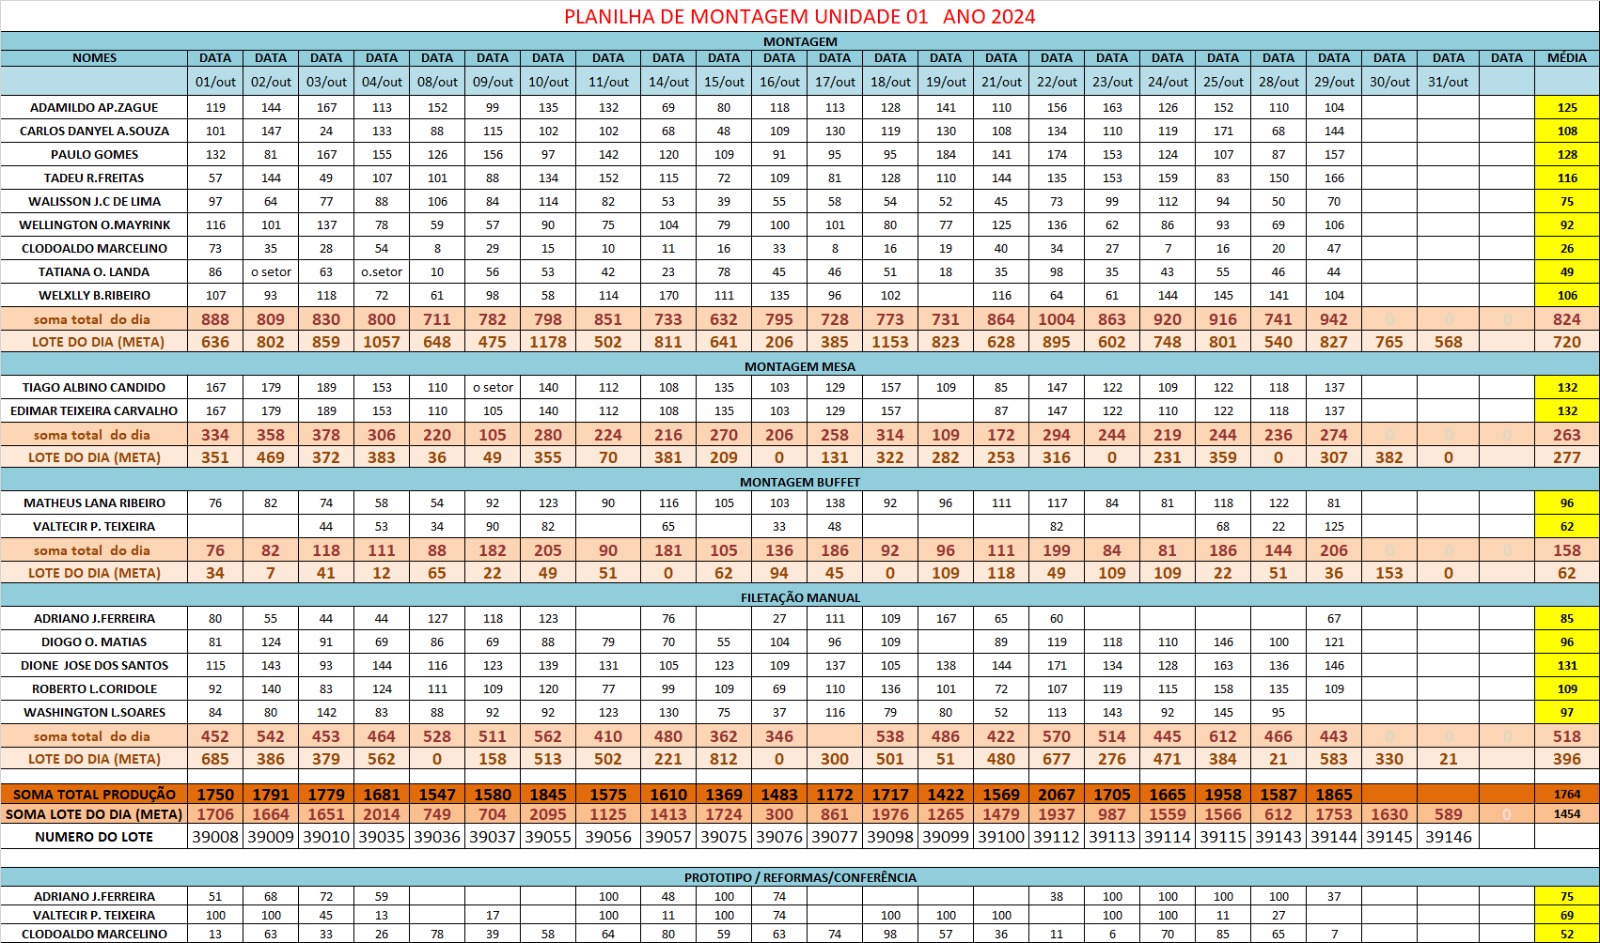 PLANILHA DE MONTAGEM UNIDADE 01 ANO 2024
MONTAGEM
NOMES DATA DATA DATA DATA DATA DATA DATA DATA DATA DATA DATA DATA DATA DATA DATA DATA DATA DATA DATA DATA DATA DATA DATA DATA MÉDIA
01/out 02/out 03/out 04/out 08/out 09/out 10/out 11/out 14/out 15/out 16/out 17/out 18/out 19/out 21/out 22/out 23/out 24/out 25/out 28/out 29/out 30/out 31/out
ADAMILDO AP.ZAGUE 119 144 167 113 152 99 135 132 69 80 118 113 128 141 110 156 163 126 152 110 104 125
CARLOS DANYEL A.SOUZA 101 147 24 133 88 115 102 102 68 48 109 130 119 130 108 134 110 119 171 68 144 108
PAULO GOMES 132 81 167 155 126 156 97 142 120 109 91 95 95 184 141 174 153 124 107 87 157 128
TADEU R.FREITAS 57 144 49 107 101 88 134 152 115 72 109 81 128 110 144 135 153 159 83 150 166 116
WALISSON J.C DE LIMA 97 64 77 88 106 84 114 82 53 39 55 58 54 52 45 73 99 112 94 50 70 75
WELLINGTON O.MAYRINK 116 101 137 78 59 57 90 75 104 79 100 101 80 77 125 136 62 86 93 69 106 92
CLODOALDO MARCELINO 73 35 28 54 8 29 15 10 11 16 33 8 16 19 40 34 27 7 16 20 47 26
TATIANA O. LANDA 86 o setor 63 o.setor 10 56 53 42 23 78 45 46 51 18 35 98 35 43 55 46 44 49
WELXLLY B.RIBEIRO 107 93 118 72 61 98 58 114 170 111 135 96 102 116 64 61 144 145 141 104 106
soma total do dia 888 809 830 800 711 782 798 851 733 632 795 728 773 731 864 1004 863 920 916 741 942 0 0 0 824
LOTE DO DIA (META) 636 802 859 1057 648 475 1178 502 811 641 206 385 1153 823 628 895 602 748 801 540 827 765 568 720
MONTAGEM MESA
TIAGO ALBINO CANDIDO 167 179 189 153 110 o setor 140 112 108 135 103 129 157 109 85 147 122 109 122 118 137 132
EDIMAR TEIXEIRA CARVALHO 167 179 189 153 110 105 140 112 108 135 103 129 157 87 147 122 110 122 118 137 132
soma total do dia 334 358 378 306 220 105 280 224 216 270 206 258 314 109 172 294 244 219 244 236 274 0 0 0 263
LOTE DO DIA (META) 351 469 372 383 36 49 355 70 381 209 0 131 322 282 253 316 0 231 359 0 307 382 0 277
MONTAGEM BUFFET
MATHEUS LANA RIBEIRO 76 82 74 58 54 92 123 90 116 105 103 138 92 96 111 117 84 81 118 122 81 96
VALTECIR P. TEIXEIRA 44 53 34 90 82 65 33 48 82 68 22 125 62
soma total do dia 76 82 118 111 88 182 205 90 181 105 136 186 92 96 111 199 84 81 186 144 206 0 0 0 158
LOTE DO DIA (META) 34 7 41 12 65 22 49 51 0 62 94 45 0 109 118 49 109 109 22 51 36 153 0 62
FILETAÇÃO MANUAL
ADRIANO J.FERREIRA 80 55 44 44 127 118 123 76 27 111 109 167 65 60 67 85
DIOGO O. MATIAS 81 124 91 69 86 69 88 79 70 55 104 96 109 89 119 118 110 146 100 121 96
DIONE JOSE DOS SANTOS 115 143 93 144 116 123 139 131 105 123 109 137 105 138 144 171 134 128 163 136 146 131
ROBERTO L.CORIDOLE 92 140 83 124 111 109 120 77 99 109 69 110 136 101 72 107 119 115 158 135 109 109
WASHINGTON L.SOARES 84 80 142 83 88 92 92 123 130 75 37 116 79 80 52 113 143 92 145 95 97
soma total do dia 452 542 453 464 528 511 562 410 480 362 346 538 486 422 570 514 445 612 466 443 0 0 0 518
LOTE DO DIA (META) 685 386 379 562 0 158 513 502 221 812 0 300 501 51 480 677 276 471 384 21 583 330 21 396
SOMA TOTAL PRODUÇÃO 1750 1791 1779 1681 1547 1580 1845 1575 1610 1369 1483 1172 1717 1422 1569 2067 1705 1665 1958 1587 1865 1764
SOMA LOTE DO DIA (META) 1706 1664 1651 2014 749 704 2095 1125 1413 1724 300 861 1976 1265 1479 1937 987 1559 1566 612 1753 1630 589 0 1454
NUMERO DO LOTE 39008 39009 39010 39035 39036 39037 39055 39056 39057 39075 39076 39077 39098 39099 39100 39112 39113 39114 39115 39143 39144 39145 39146
PROTOTIPO / REFORMAS/CONFERÊNCIA
ADRIANO J.FERREIRA 51 68 72 59 100 48 100 74 38 100 100 100 100 37 75
VALTECIR P. TEIXEIRA 100 100 45 13 17 100 11 100 74 100 100 100 100 100 11 27 69
CLODOALDO MARCELINO 13 63 33 26 78 39 58 64 80 59 63 74 98 57 36 11 6 70 85 65 7 52